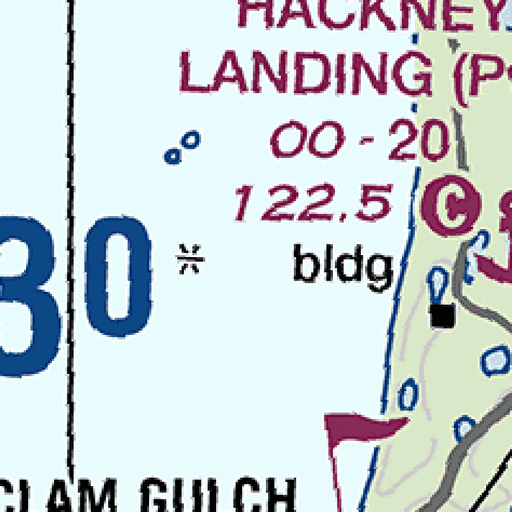 HACKNEY
LANDING (P
00 - 20
122.5 C
30
bldg
CLAM GULCH